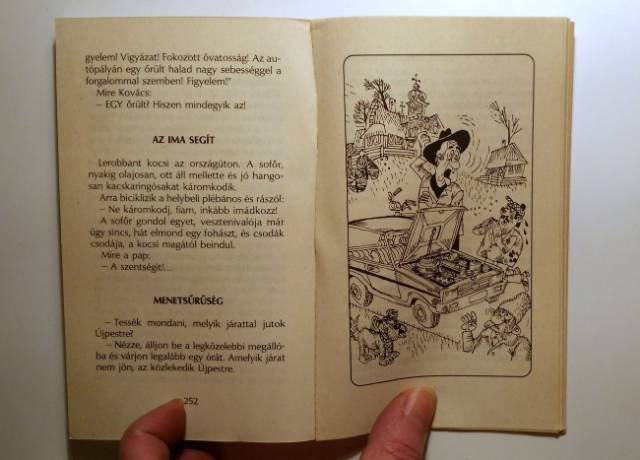 gyelem! Vigyázat! Fokozott óvatosság! Az au-
tópályán egy őrült halad nagy sebességgel a
forgalommal szemben! Figyelem!"
Mire Kovács:
– EGY őrült? Hiszen mindegyik az!
AZ IMA SEGÍT
Lerobbant kocsi az országúton. A sofőr,
nyakig olajosan, ott áll mellette és jó hango-
san kacskaringósakat káromkodik.
Arra biciklizik a helybeli plébános és rászól:
– Ne káromkodj, fiam, inkább imádkozz!
A sofőr gondol egyet, vesztenivalója már
úgy sincs, hát elmond egy fohászt, és csodák
csodája, a kocsi magától beindul.
Mire a pap:
– A szentségit!...
MENETSŰRŰSÉG
– Tessék mondani, melyik járattal jutok
Újpestre?
– Nézze, álljon be a legközelebbi megálló-
ba és várjon legalább egy órát. Amelyik járat
nem jön, az közlekedik Újpestre.
252